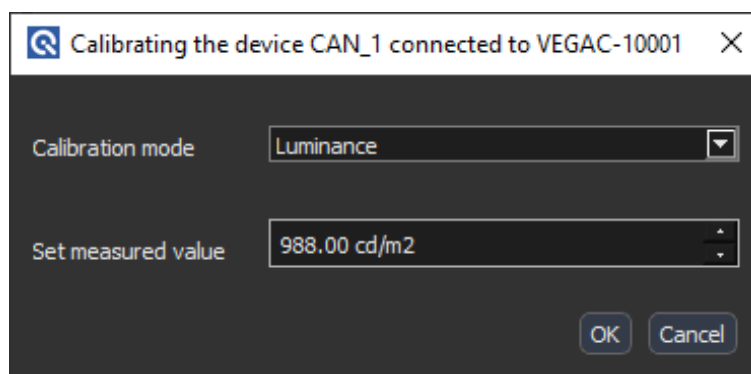 Calibrating the device CAN_1 connected to VEGAC-10001
Calibration mode Luminance
Set measured value 988.00 cd/m2
OK Cancel